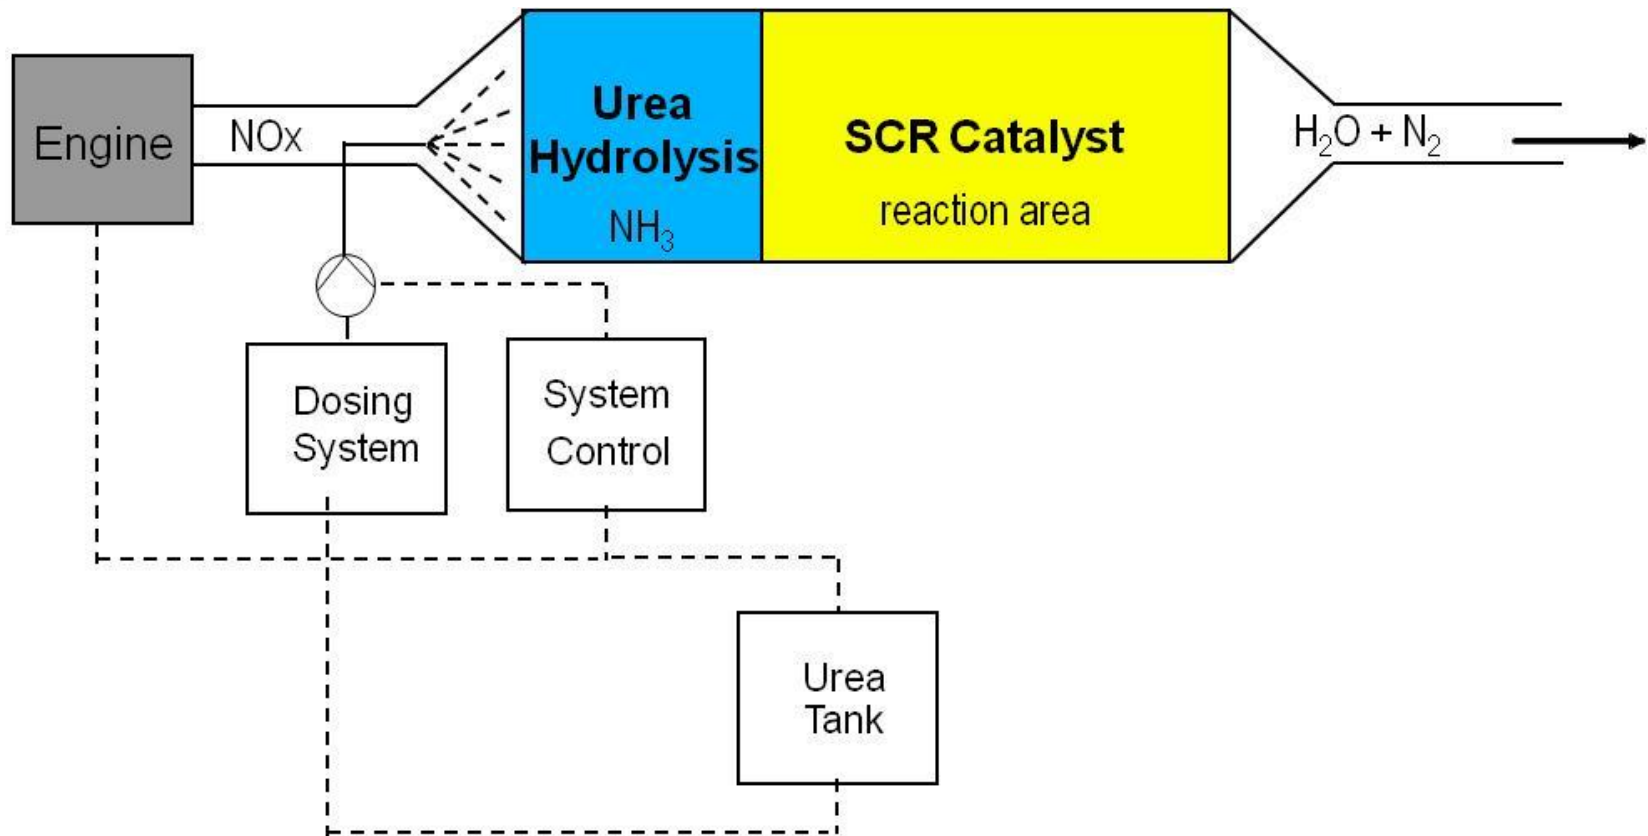 Engine
NOx
Urea
Hydrolysis
NH₃
SCR Catalyst
reaction area
H₂O + N₂
Dosing
System
System
Control
Urea
Tank